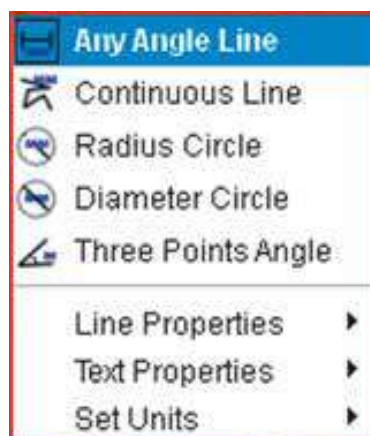 Any Angle Line
Continuous Line
Radius Circle
Diameter Circle
Three Points Angle
Line Properties
Text Properties
Set Units